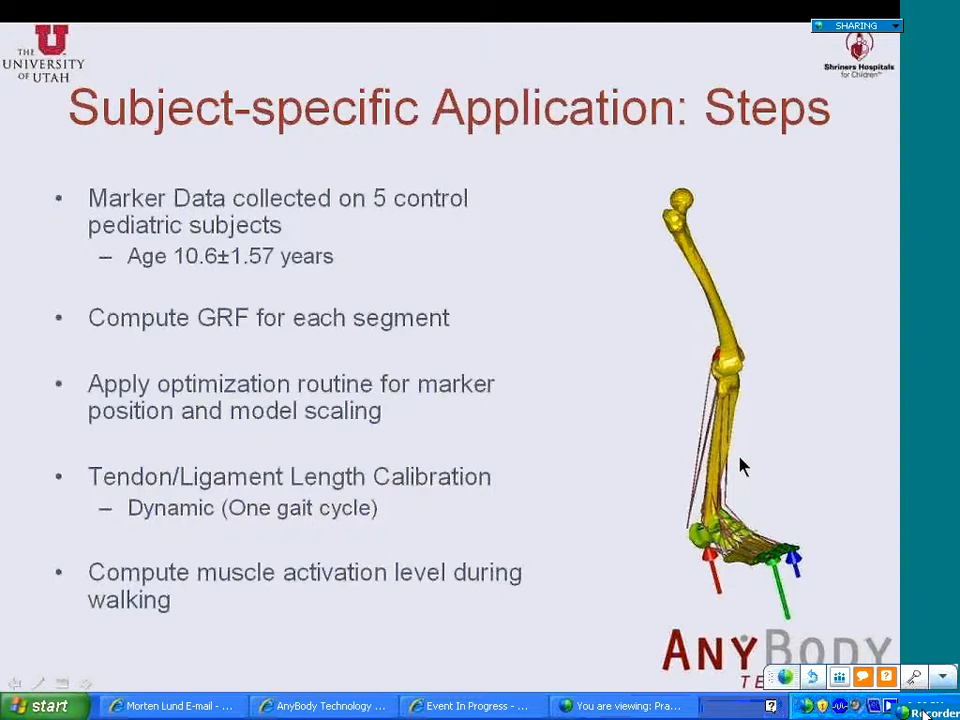 SHARING
THE
UNIVERSITY
OF UTAH
Shriners Hospitals
for Children™
Subject-specific Application: Steps
• Marker Data collected on 5 control
pediatric subjects
– Age 10.6±1.57 years
• Compute GRF for each segment
• Apply optimization routine for marker
position and model scaling
• Tendon/Ligament Length Calibration
– Dynamic (One gait cycle)
• Compute muscle activation level during
walking
ANYBODY
TE
start
Morten Lund E-mail - ...
AnyBody Technology ...
Event In Progress - ...
You are viewing: Pra...
Recorder